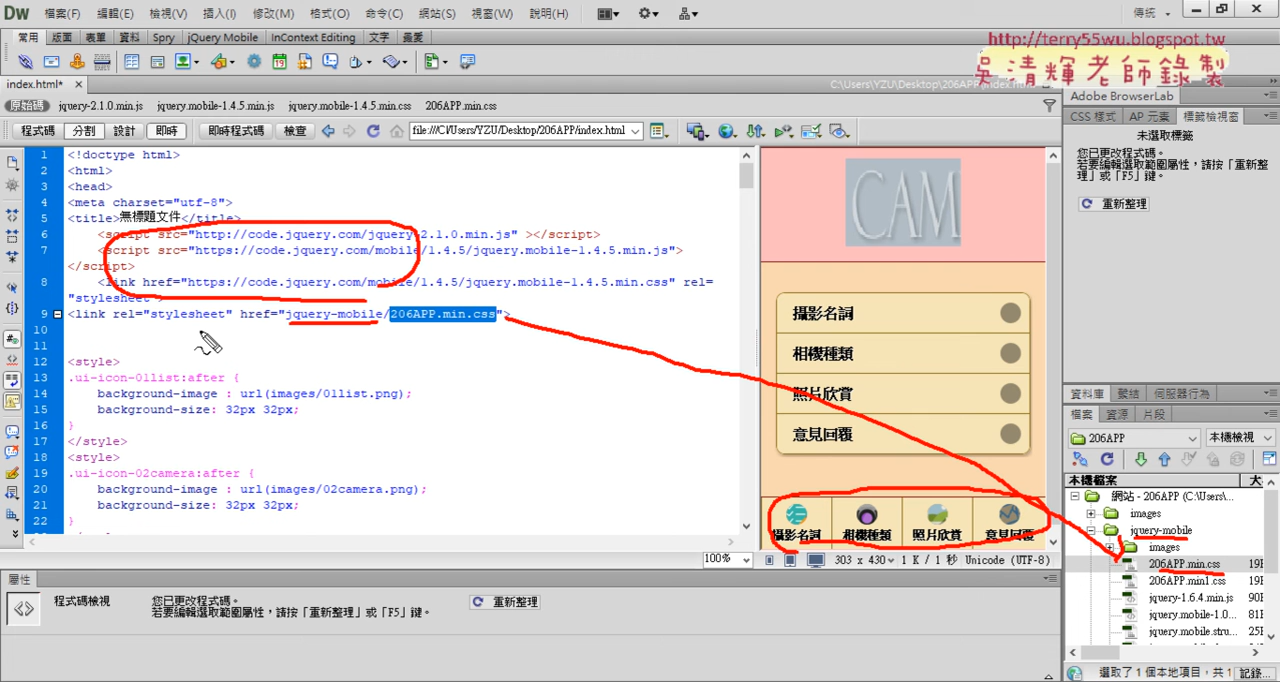 Dw 檔案(F) 編輯(E) 檢視(V) 插入(I) 修改(M) 格式(O) 命令(C) 網站(S) 視窗(W) 說明(H) 傳統
常用 版面 表單 資料 Spry jQuery Mobile InContext Editing 文字 最愛
http://terry55wu.blogspot.tw
吳清輝老師錄製
index.html*
C:\Users\YZU\Desktop\206APP\index.html
原始碼 jquery-2.1.0.min.js jquery.mobile-1.4.5.min.js jquery.mobile-1.4.5.min.css 206APP.min.css
程式碼 分割 設計 即時 即時程式碼 檢查 file:///C|/Users/YZU/Desktop/206APP/index.html
1 <!doctype html>
2 <html>
3 <head>
4 <meta charset="utf-8">
5 <title>無標題文件</title>
6 <script src="http://code.jquery.com/jquery-2.1.0.min.js" ></script>
7 <script src="https://code.jquery.com/mobile/1.4.5/jquery.mobile-1.4.5.min.js">
</script>
8 <link href="https://code.jquery.com/mobile/1.4.5/jquery.mobile-1.4.5.min.css" rel=
"stylesheet">
9 <link rel="stylesheet" href="jquery-mobile/206APP.min.css">
10
11
12 <style>
13 .ui-icon-01list:after {
14 background-image : url(images/01list.png);
15 background-size: 32px 32px;
16 }
17 </style>
18 <style>
19 .ui-icon-02camera:after {
20 background-image : url(images/02camera.png);
21 background-size: 32px 32px;
22 }
CAM
攝影名詞
相機種類
照片欣賞
意見回覆
攝影名詞 相機種類 照片欣賞 意見回覆
100% 303 x 430 1 K / 1 秒 Unicode (UTF-8)
屬性
程式碼檢視
您已更改程式碼。
若要編輯選取範圍屬性，請按「重新整理」或「F5」鍵。
重新整理
Adobe BrowserLab
CSS 樣式 AP 元素 標籤檢視窗
未選取標籤
您已更改程式碼。
若要編輯選取範圍屬性，請按「重新整
理」或「F5」鍵。
重新整理
資料庫 繫結 伺服器行為
檔案 資源 片段
206APP 本機檢視
本機檔案 大
網站 - 206APP (C:\Users\...
images
jquery-mobile
images
206APP.min.css 19
206APP.min1.css 19
jquery-1.6.4.min.js 90
jquery.mobile-1.0... 81
jquery.mobile.stru... 25
選取了 1 個本地項目，共 1 記錄...